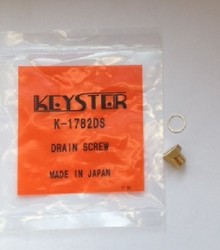 KEYSTER
K-1782DS
DRAIN SCREW
MADE IN JAPAN